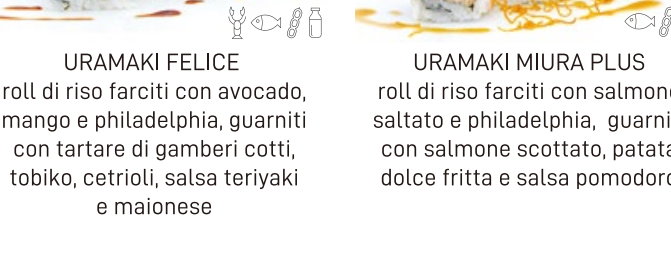 URAMAKI FELICE
roll di riso farciti con avocado,
mango e philadelphia, guarniti
con tartare di gamberi cotti,
tobiko, cetrioli, salsa teriyaki
e maionese
URAMAKI MIURA PLUS
roll di riso farciti con salmone
saltato e philadelphia, guarni
con salmone scottato, patata
dolce fritta e salsa pomodoro